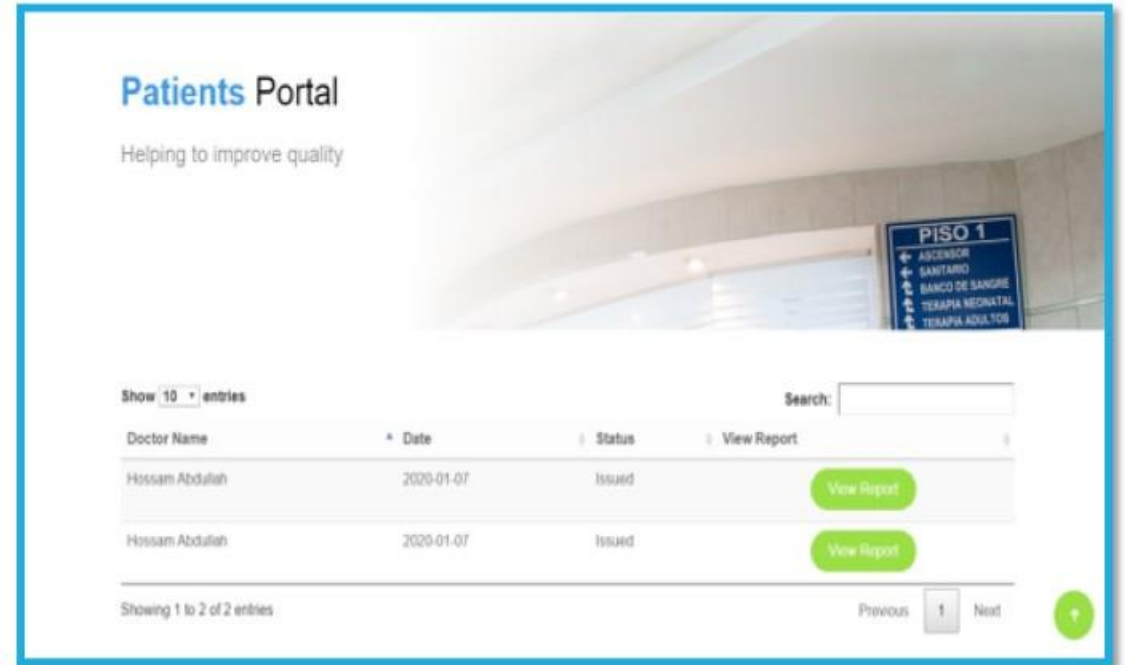 Patients Portal
Helping to improve quality
PISO 1
ASCENSOR
SANITARIO
BANCO DE SANGRE
TERAPIA NEONATAL
TERAPIA ADULTOS
Show 10 entries Search:
Doctor Name Date Status View Report
Hossam Abdullah 2020-01-07 Issued View Report
Hossam Abdullah 2020-01-07 Issued View Report
Showing 1 to 2 of 2 entries Previous 1 Next